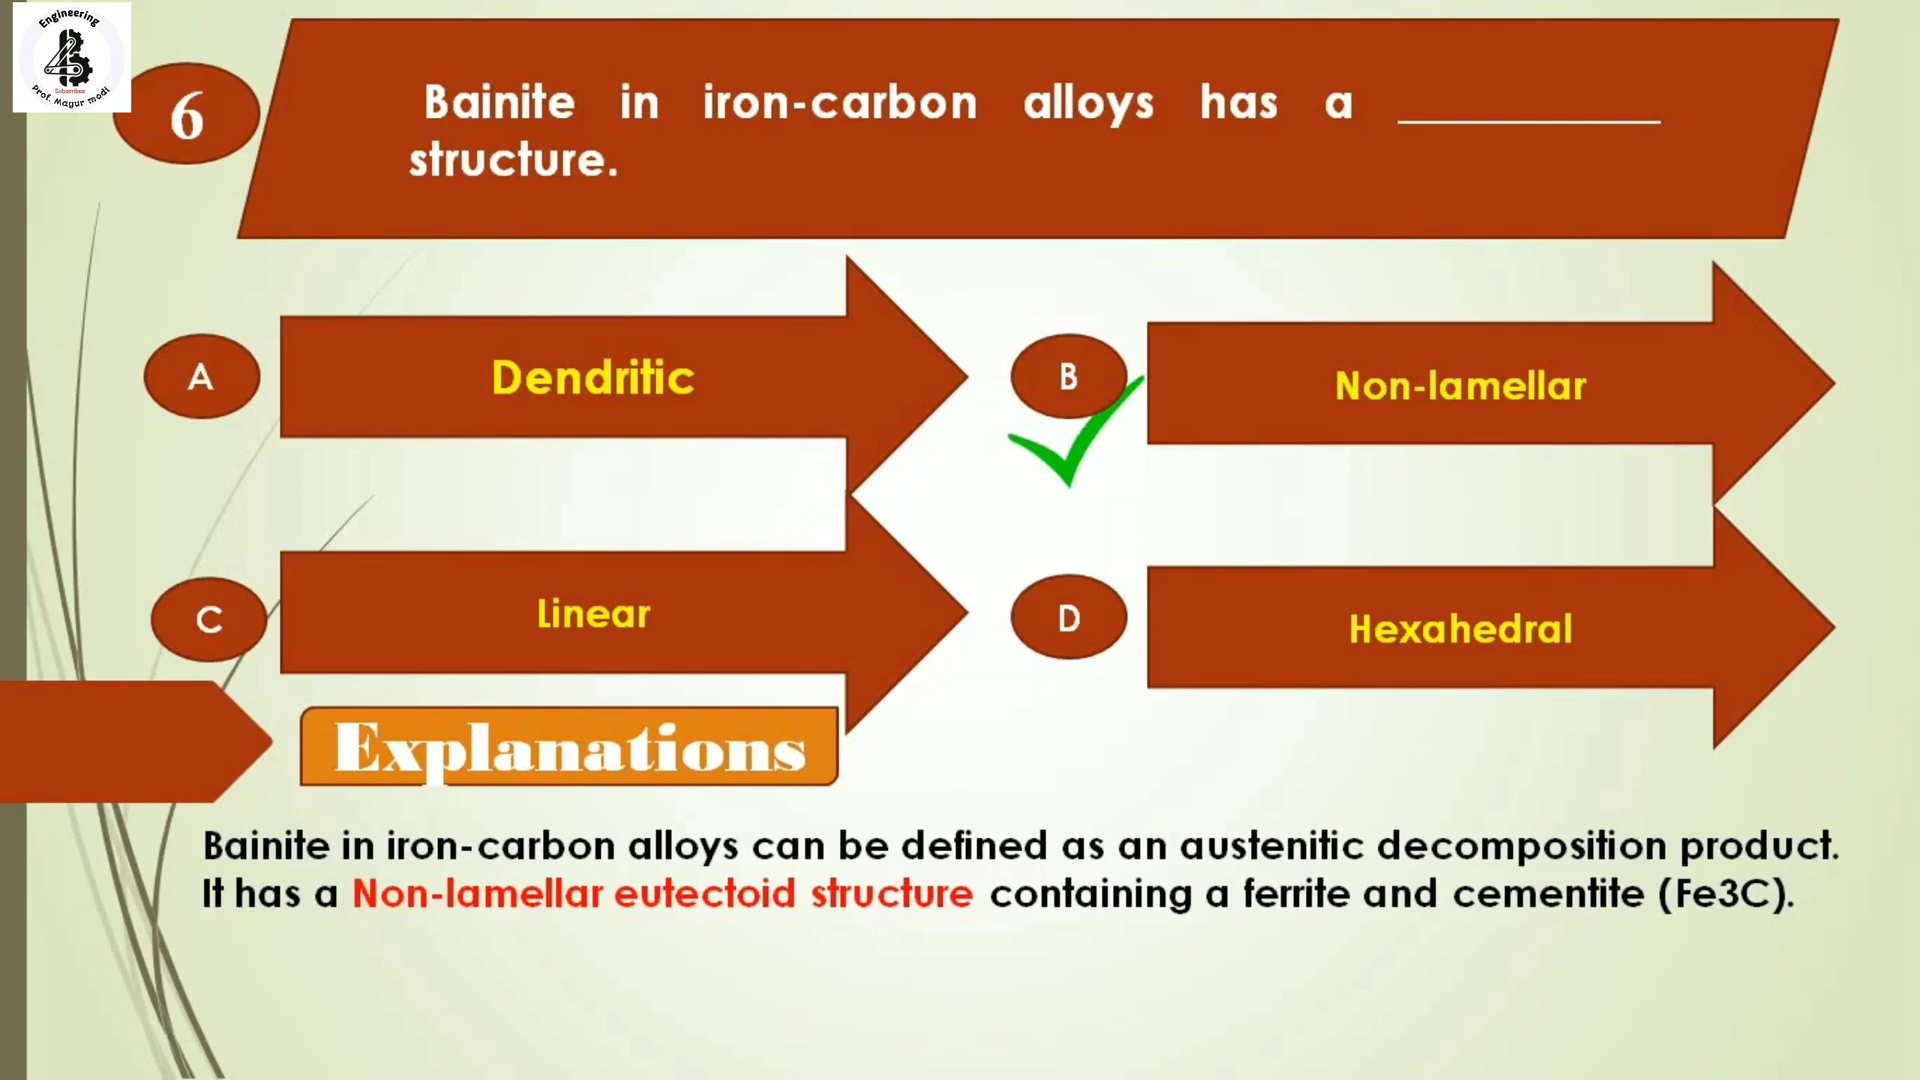 Engineering
Subscribes
Prof. Mayur modi
6
Bainite in iron-carbon alloys has a ___________
structure.
A
Dendritic
B
Non-lamellar
C
Linear
D
Hexahedral
Explanations
Bainite in iron-carbon alloys can be defined as an austenitic decomposition product.
It has a Non-lamellar eutectoid structure containing a ferrite and cementite (Fe3C).